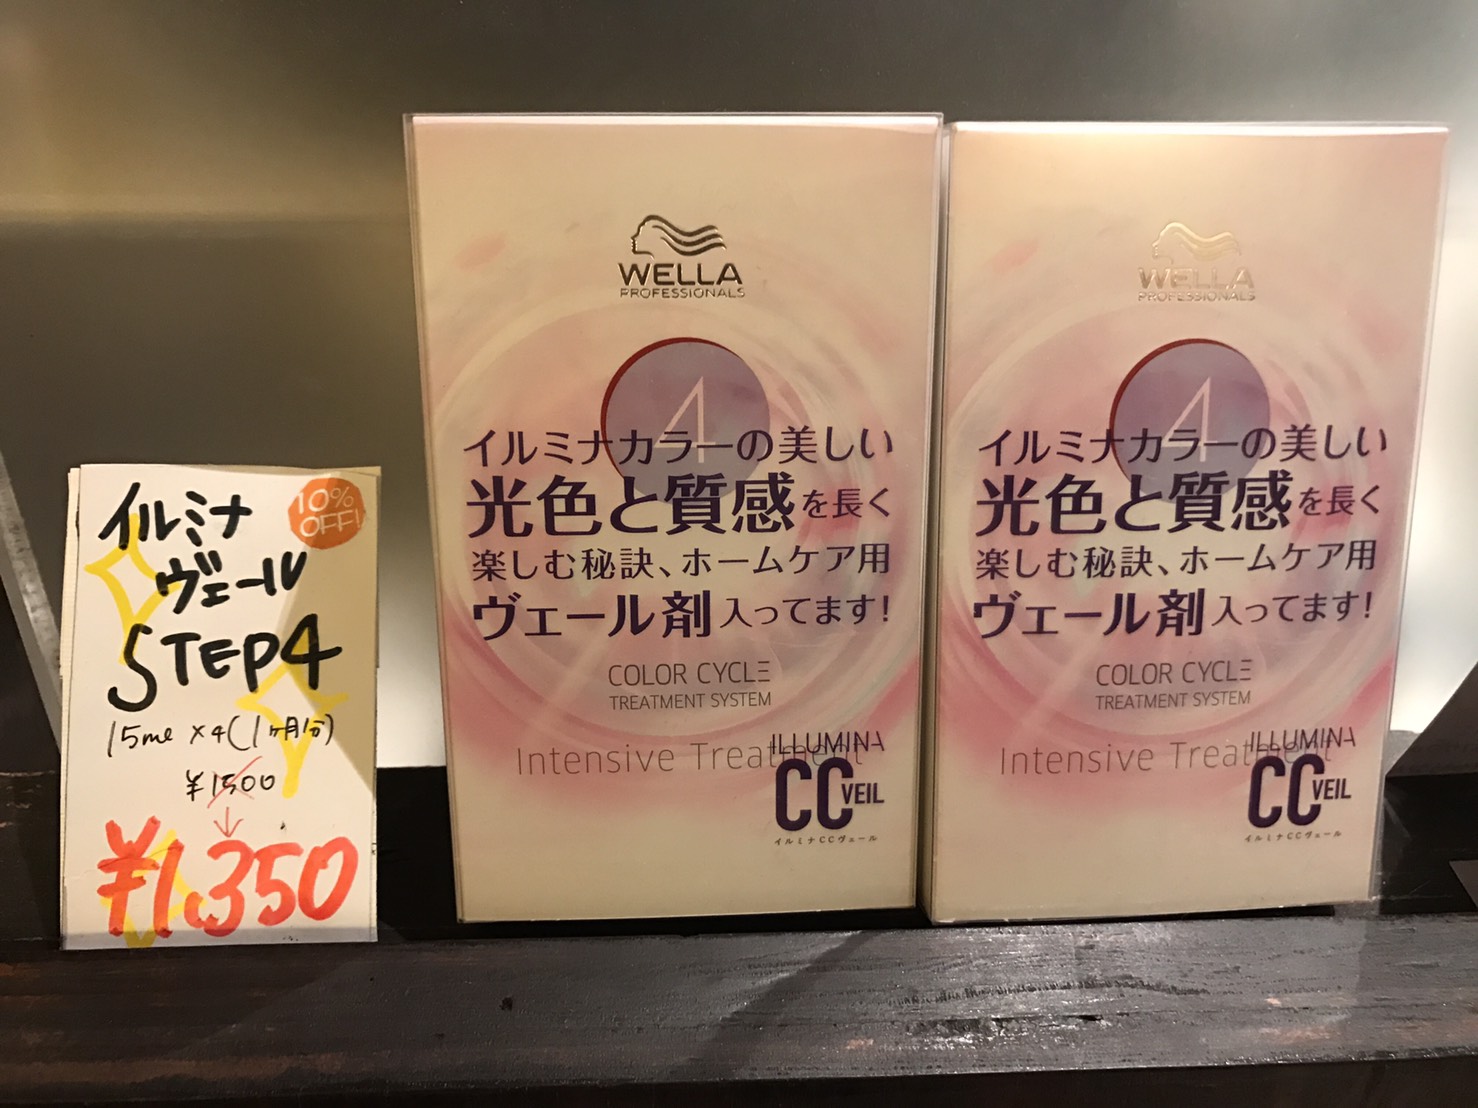 イルミナ
10%
OFF!
ヴェール
STEP4
15ml ×4(1ヶ月分)
¥1500
↓
¥1,350
WELLA
PROFESSIONALS
4
イルミナカラーの美しい
光色と質感を長く
楽しむ秘訣、ホームケア用
ヴェール剤入ってます!
COLOR CYCLE
TREATMENT SYSTEM
Intensive Treatment
ILLUMINA
CC VEIL
イルミナCCヴェール
WELLA
PROFESSIONALS
4
イルミナカラーの美しい
光色と質感を長く
楽しむ秘訣、ホームケア用
ヴェール剤入ってます!
COLOR CYCLE
TREATMENT SYSTEM
Intensive Treatment
ILLUMINA
CC VEIL
イルミナCCヴェール